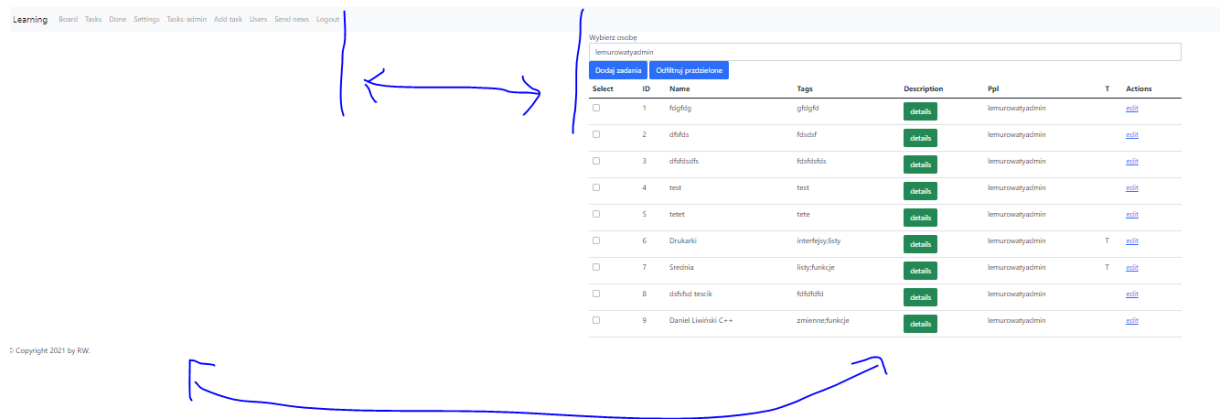 Learning Board Tasks Done Settings Tasks-admin Add task Users Send news Logout
Wybierz osobę
lemurowatyadmin
Dodaj zadania Odfiltruj przdzielone
Select ID Name Tags Description Ppl T Actions
1 fdgfdg gfdgfd details lemurowatyadmin edit
2 dfsfds fdsdsf details lemurowatyadmin edit
3 dfsfdsdfs fdsfdsfds details lemurowatyadmin edit
4 test test details lemurowatyadmin edit
5 tetet tete details lemurowatyadmin edit
6 Drukarki interfejsy;listy details lemurowatyadmin T edit
7 Srednia listy;funkcje details lemurowatyadmin T edit
8 dsfsfsd tescik fdfdfdfd details lemurowatyadmin edit
9 Daniel Liwiński C++ zmienne;funkcje details lemurowatyadmin edit
© Copyright 2021 by RW.